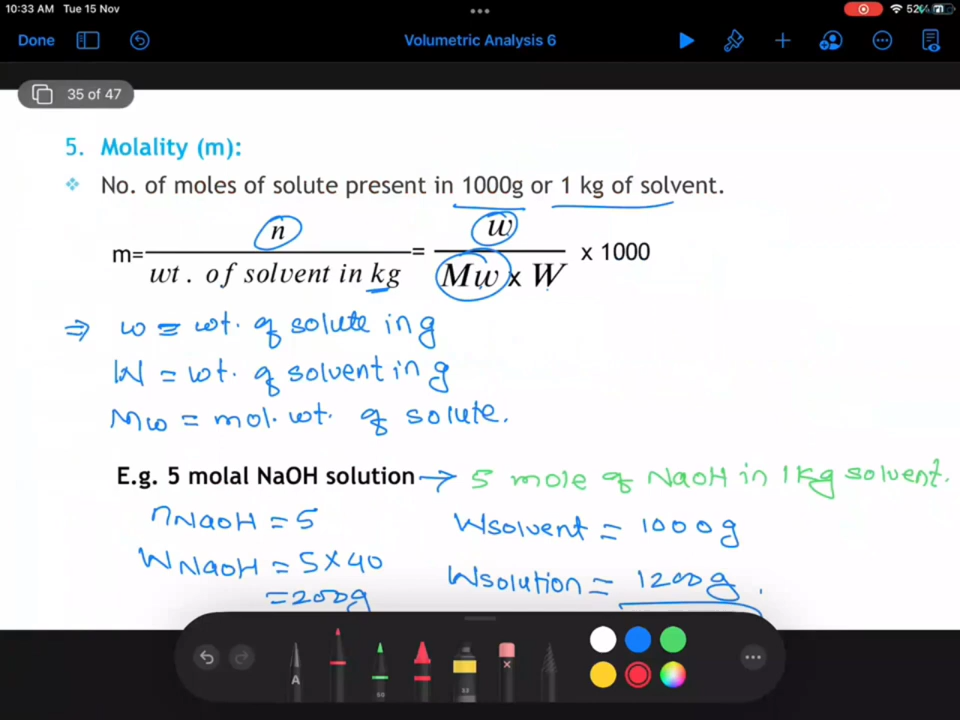 10:33 AM Tue 15 Nov
52%
Done
Volumetric Analysis 6
35 of 47
5. Molality (m):
❖ No. of moles of solute present in 1000g or 1 kg of solvent.
m= n / wt. of solvent in kg = w / Mw x W x 1000
⇒ w = wt. of solute in g
W = wt. of solvent in g
Mw = mol. wt. of solute.
E.g. 5 molal NaOH solution → 5 mole of NaOH in 1kg solvent.
nNaOH = 5
Wsolvent = 1000g
WNaOH = 5 X 40
Wsolution = 1200g.
= 200g
A